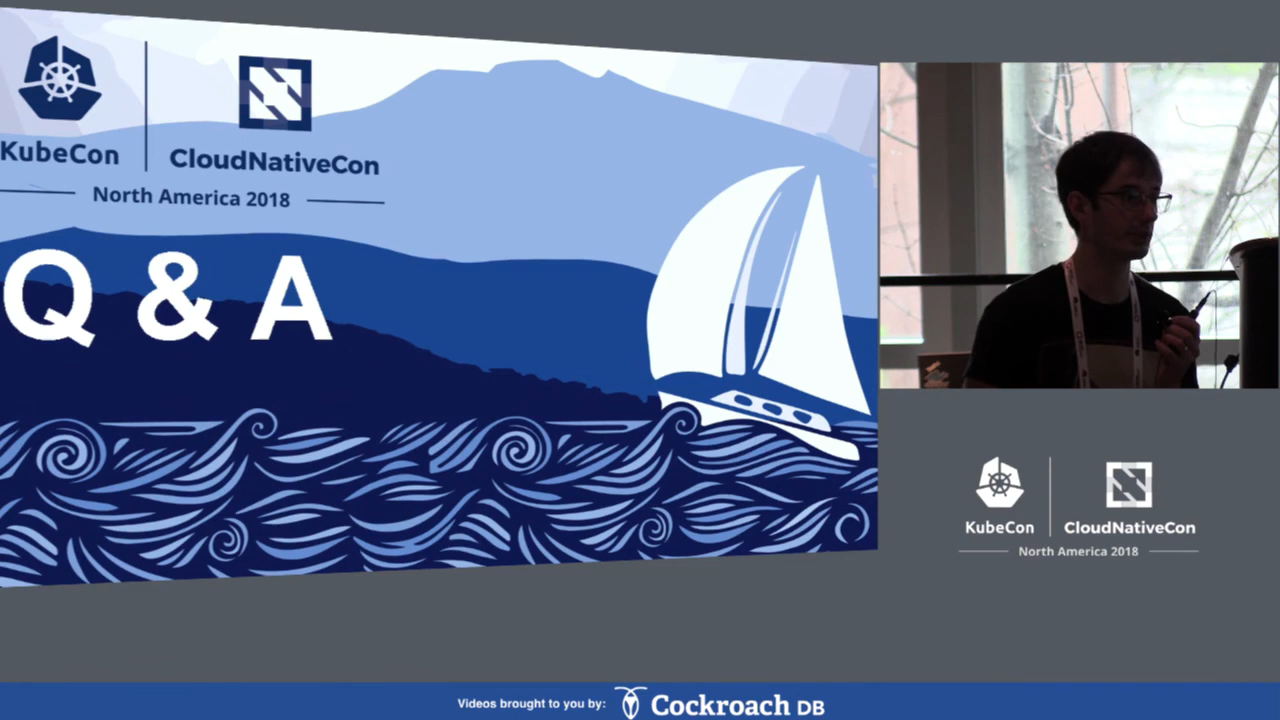 KubeCon
CloudNativeCon
North America 2018
Q & A
KubeCon
CloudNativeCon
North America 2018
Videos brought to you by: Cockroach DB